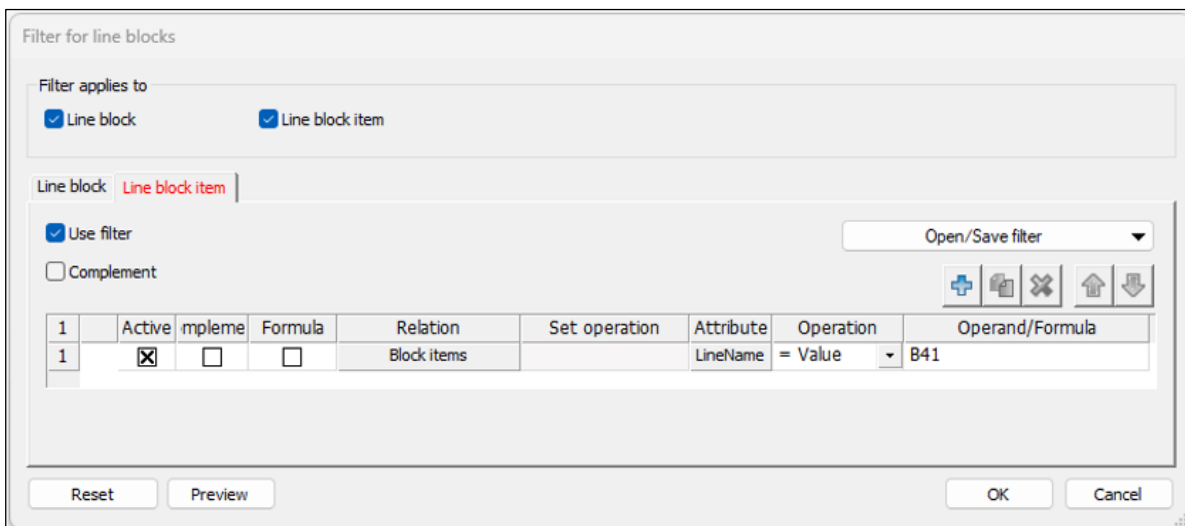 Filter for line blocks
Filter applies to
Line block Line block item
Line block Line block item
Use filter Open/Save filter
Complement
1 Active mpleme Formula Relation Set operation Attribute Operation Operand/Formula
1 Block items LineName = Value B41
Reset Preview OK Cancel